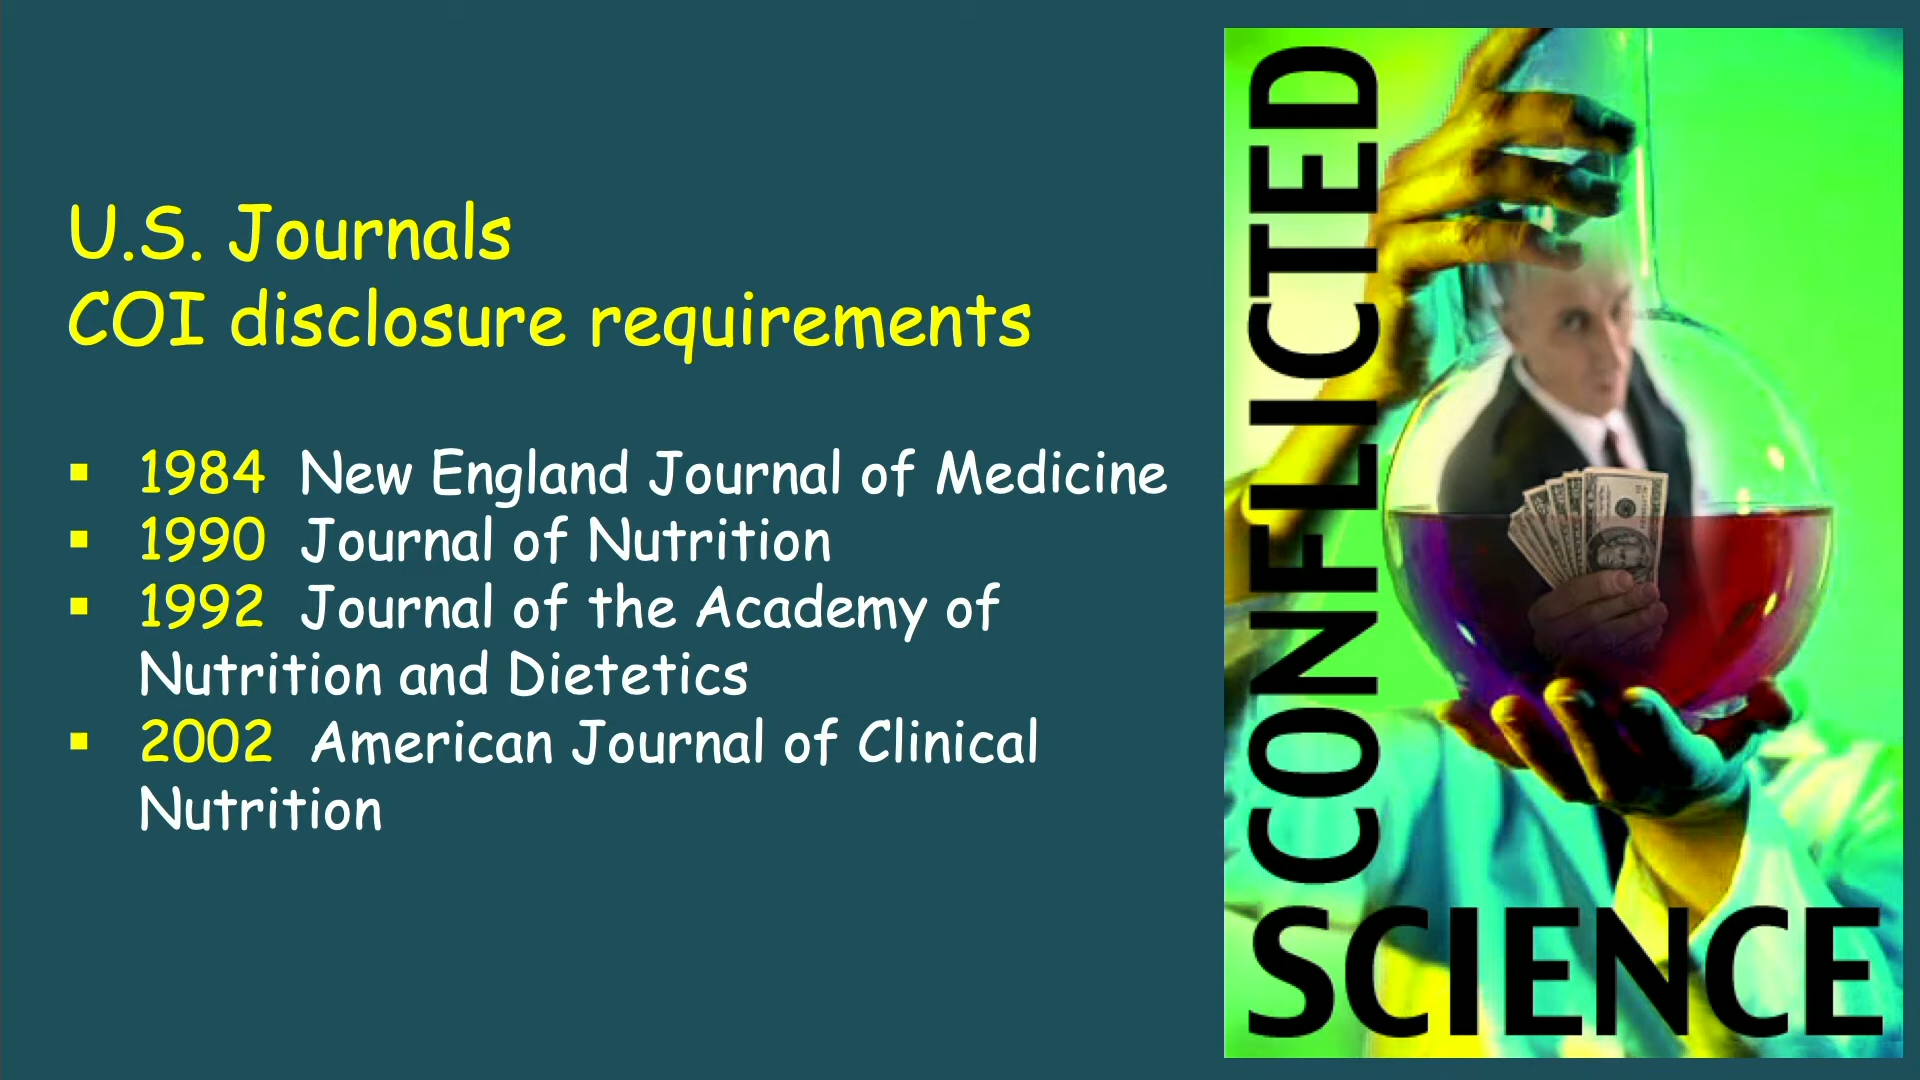 U.S. Journals
COI disclosure requirements
▪ 1984 New England Journal of Medicine
▪ 1990 Journal of Nutrition
▪ 1992 Journal of the Academy of
Nutrition and Dietetics
▪ 2002 American Journal of Clinical
Nutrition
CONFLICTED
SCIENCE